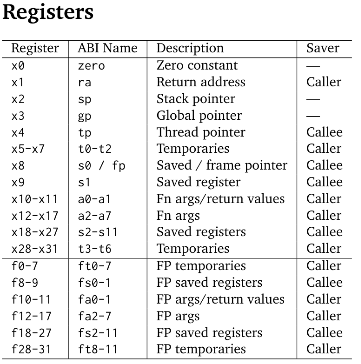 Registers
Register ABI Name Description Saver
x0 zero Zero constant —
x1 ra Return address Caller
x2 sp Stack pointer —
x3 gp Global pointer —
x4 tp Thread pointer Callee
x5-x7 t0-t2 Temporaries Caller
x8 s0 / fp Saved / frame pointer Callee
x9 s1 Saved register Callee
x10-x11 a0-a1 Fn args/return values Caller
x12-x17 a2-a7 Fn args Caller
x18-x27 s2-s11 Saved registers Callee
x28-x31 t3-t6 Temporaries Caller
f0-7 ft0-7 FP temporaries Caller
f8-9 fs0-1 FP saved registers Callee
f10-11 fa0-1 FP args/return values Caller
f12-17 fa2-7 FP args Caller
f18-27 fs2-11 FP saved registers Callee
f28-31 ft8-11 FP temporaries Caller